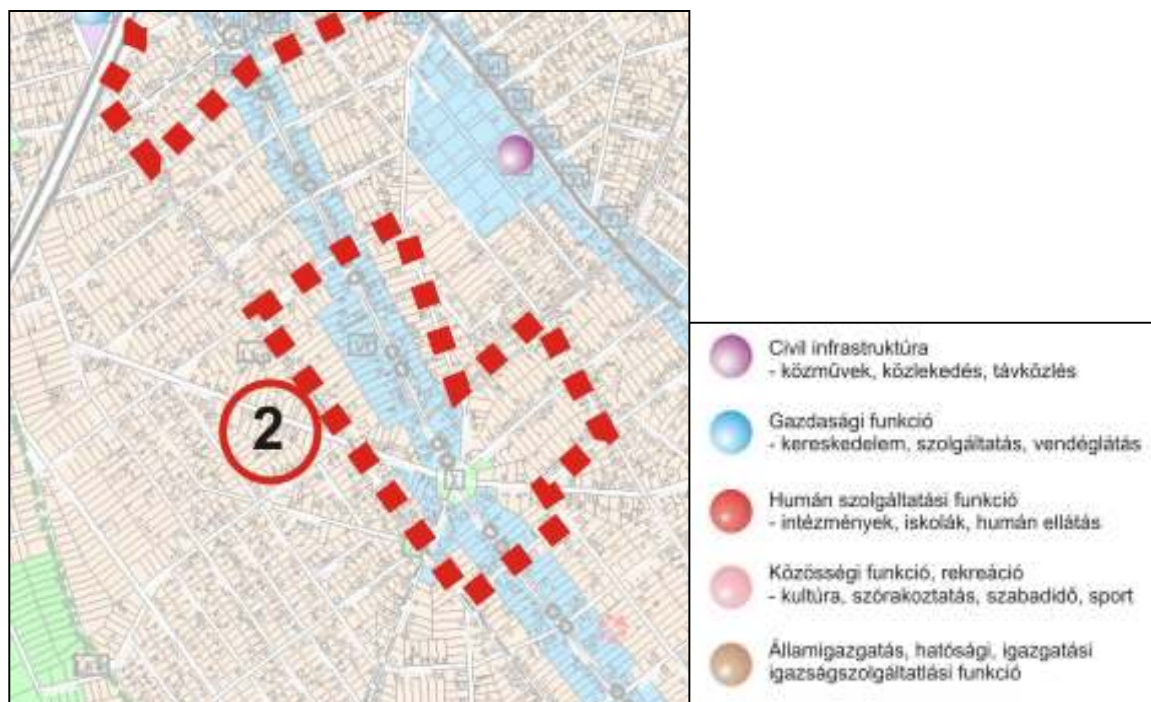 2
Civil infrastruktúra
- közművek, közlekedés, távközlés
Gazdasági funkció
- kereskedelem, szolgáltatás, vendéglátás
Humán szolgáltatási funkció
- intézmények, iskolák, humán ellátás
Közösségi funkció, rekreáció
- kultúra, szórakoztatás, szabadidő, sport
Államigazgatás, hatósági, igazgatási
igazságszolgáltatlási funkció